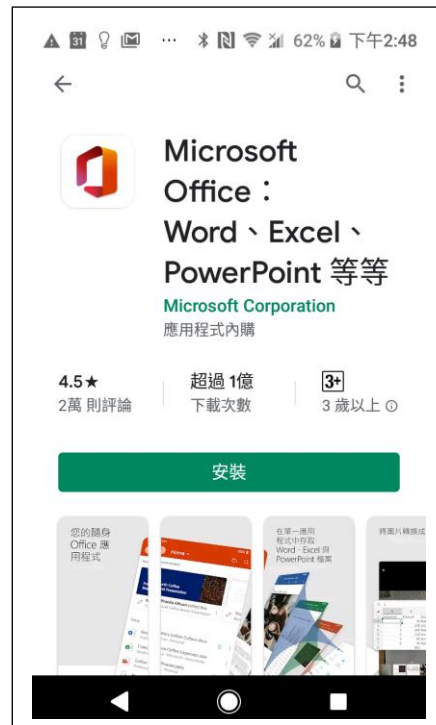 31 62% 下午2:48
Microsoft
Office：
Word、Excel、
PowerPoint 等等
Microsoft Corporation
應用程式內購
4.5★ 超過 1億 3+
2萬 則評論 下載次數 3 歲以上
安裝
您的隨身
Office 應
用程式
Home
在單一應用
程式中存取
Word、Excel 與
PowerPoint 檔案
將圖片轉換成